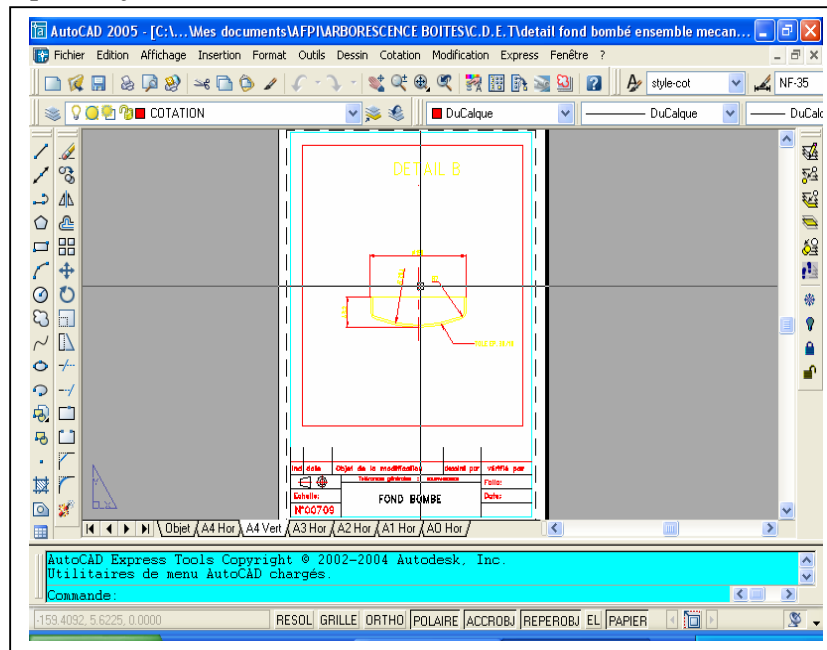 AutoCAD 2005 - [C:\...\Mes documents\AFPI\ARBORESCENCE BOITES\C.D.E.T\detail fond bombé ensemble mecan...
Fichier Edition Affichage Insertion Format Outils Dessin Cotation Modification Express Fenêtre ?
style-cot NF-35
COTATION DuCalque DuCalque DuCalc
DETAIL B
Ind date Objet de la modification dessiné par vérifié par
Tolérances générales :
Echelle: FOND BOMBE Date:
N°00709
Objet A4 Hor A4 Vert A3 Hor A2 Hor A1 Hor A0 Hor
AutoCAD Express Tools Copyright © 2002-2004 Autodesk, Inc.
Utilitaires de menu AutoCAD chargés.
Commande:
-159.4092, 5.6225, 0.0000 RESOL GRILLE ORTHO POLAIRE ACCROBJ REPEROBJ EL PAPIER